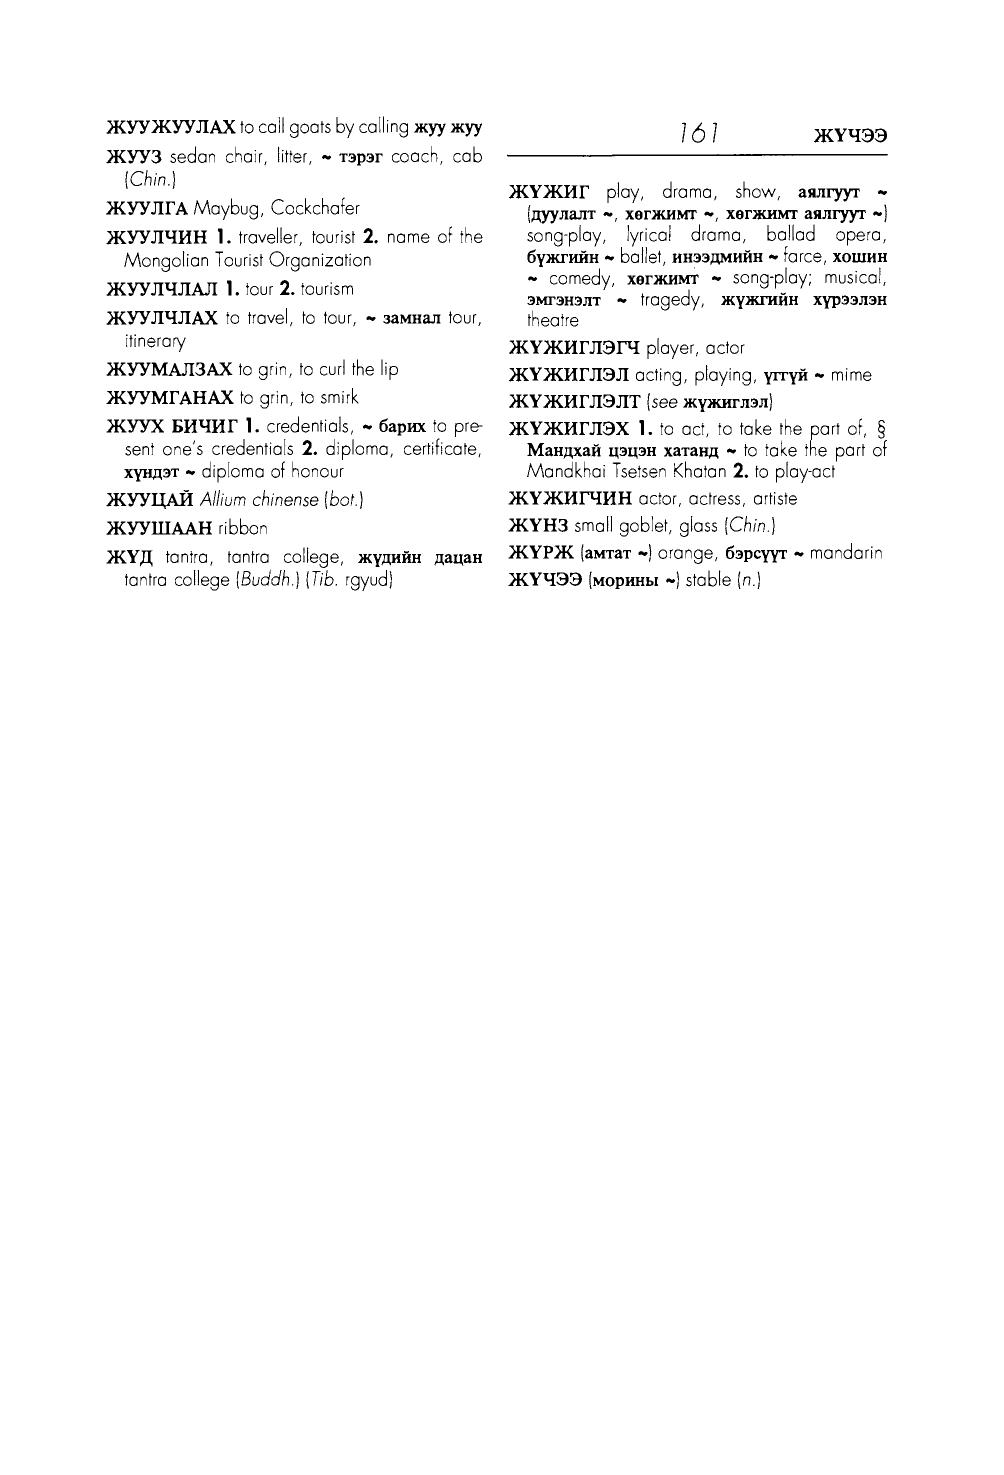 ЖУУЖУУЛАХ to call goats by calling жуу жуу
ЖУУЗ sedan chair, litter, ~ тэрэг coach, cab
(Chin.)
ЖУУЛГА Maybug, Cockchafer
ЖУУЛЧИН 1. traveller, tourist 2. name of the
Mongolian Tourist Organization
ЖУУЛЧЛАЛ 1. tour 2. tourism
ЖУУЛЧЛАХ to travel, to tour, ~ замнал tour,
itinerary
ЖУУМАЛЗАХ to grin, to curl the lip
ЖУУМГАНАХ to grin, to smirk
ЖУУХ БИЧИГ 1. credentials, ~ барих to pre-
sent one's credentials 2. diploma, certificate,
хүндэт ~ diploma of honour
ЖУУЦАЙ Allium chinense (bot.)
ЖУУШААН ribbon
ЖҮД tantra, tantra college, жүдийн дацан
tantra college (Buddh.) (Tib. rgyud)
161 ЖҮЧЭЭ
ЖҮЖИГ play, drama, show, аялгуут ~
(дуулалт ~, хөгжимт ~, хөгжимт аялгуут ~)
song-play, lyrical drama, ballad opera,
бүжгийн ~ ballet, инээдмийн ~ farce, хошин
~ comedy, хөгжимт ~ song-play; musical,
эмгэнэлт ~ tragedy, жүжгийн хүрээлэн
theatre
ЖҮЖИГЛЭГЧ player, actor
ЖҮЖИГЛЭЛ acting, playing, үггүй ~ mime
ЖҮЖИГЛЭЛТ (see жүжиглэл)
ЖҮЖИГЛЭХ 1. to act, to take the part of, §
Мандхай цэцэн хатанд ~ to take the part of
Mandkhai Tsetsen Khatan 2. to play-act
ЖҮЖИГЧИН actor, actress, artiste
ЖҮНЗ small goblet, glass (Chin.)
ЖҮРЖ (амтат ~) orange, бэрсүүт ~ mandarin
ЖҮЧЭЭ (морины ~) stable (n.)